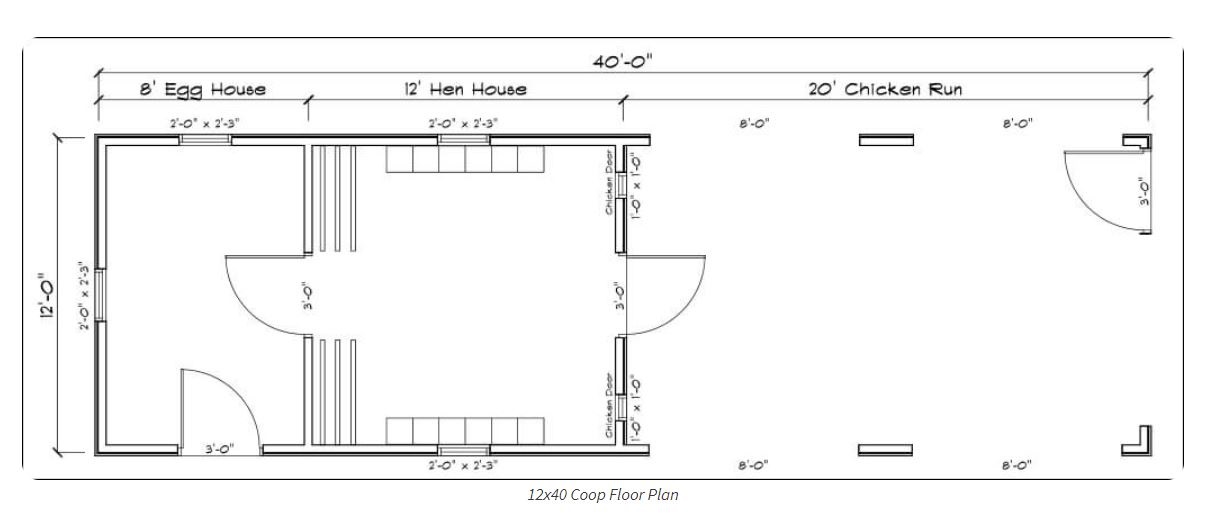 40'-0"
8' Egg House 12' Hen House 20' Chicken Run
2'-0" x 2'-3" 2'-0" x 2'-3" 8'-0" 8'-0"
Chicken Door
1'-0" x 1'-0"
3'-0"
12'-0"
2'-0" x 2'-3"
3'-0"
3'-0"
Chicken Door
1'-0" x 1'-0"
3'-0"
2'-0" x 2'-3" 8'-0" 8'-0"
12x40 Coop Floor Plan